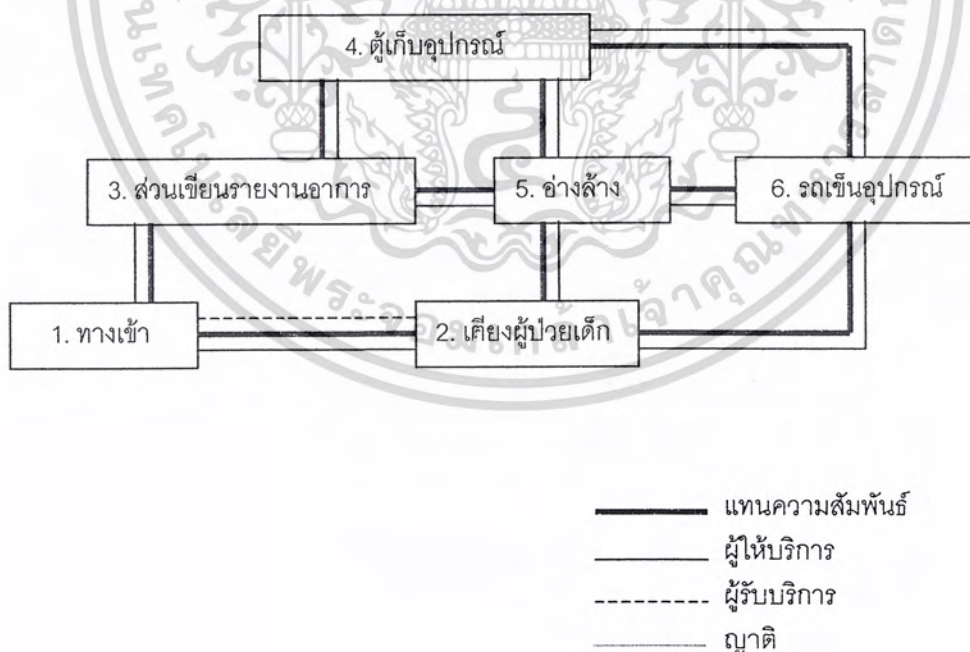 4. ตู้เก็บอุปกรณ์
3. ส่วนเขียนรายงานอาการ
5. อ่างล้าง
6. รถเข็นอุปกรณ์
1. ทางเข้า
2. เตียงผู้ป่วยเด็ก
แทนความสัมพันธ์
ผู้ให้บริการ
ผู้รับบริการ
ญาติ